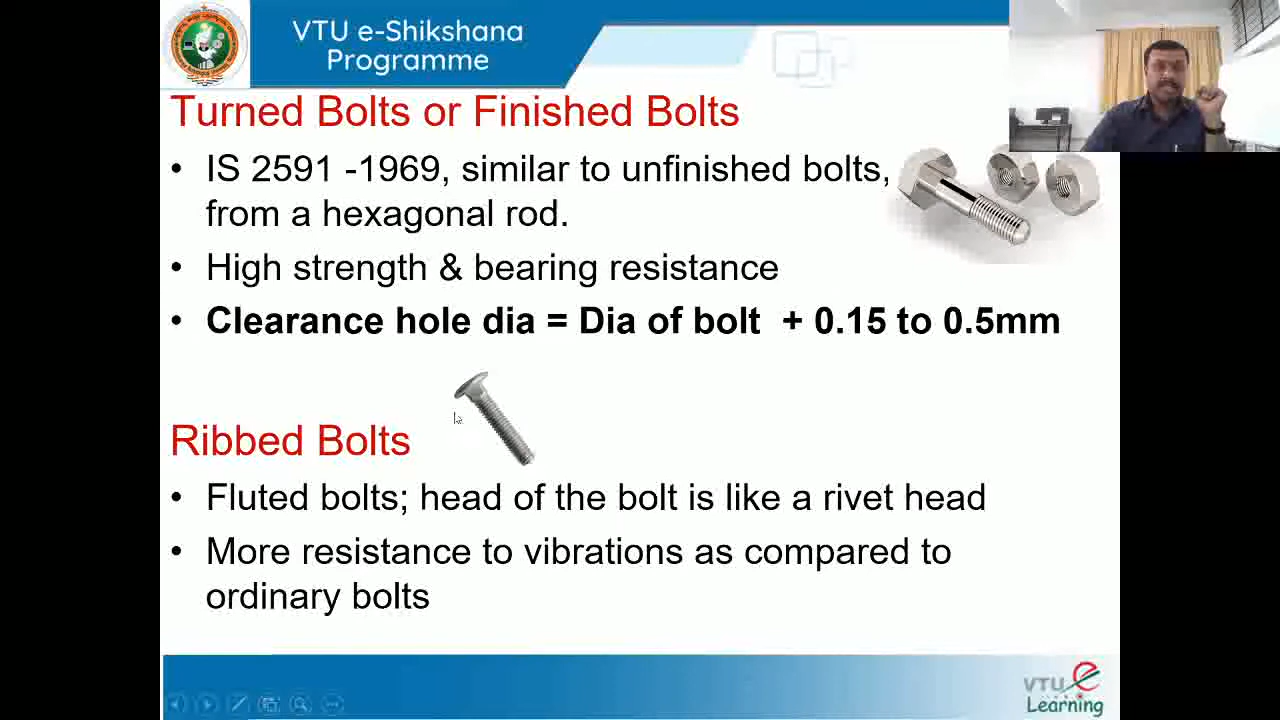 VTU e-Shikshana
Programme
Turned Bolts or Finished Bolts
• IS 2591 -1969, similar to unfinished bolts,
from a hexagonal rod.
• High strength & bearing resistance
• Clearance hole dia = Dia of bolt + 0.15 to 0.5mm
Ribbed Bolts
• Fluted bolts; head of the bolt is like a rivet head
• More resistance to vibrations as compared to
ordinary bolts
VTU e
Learning